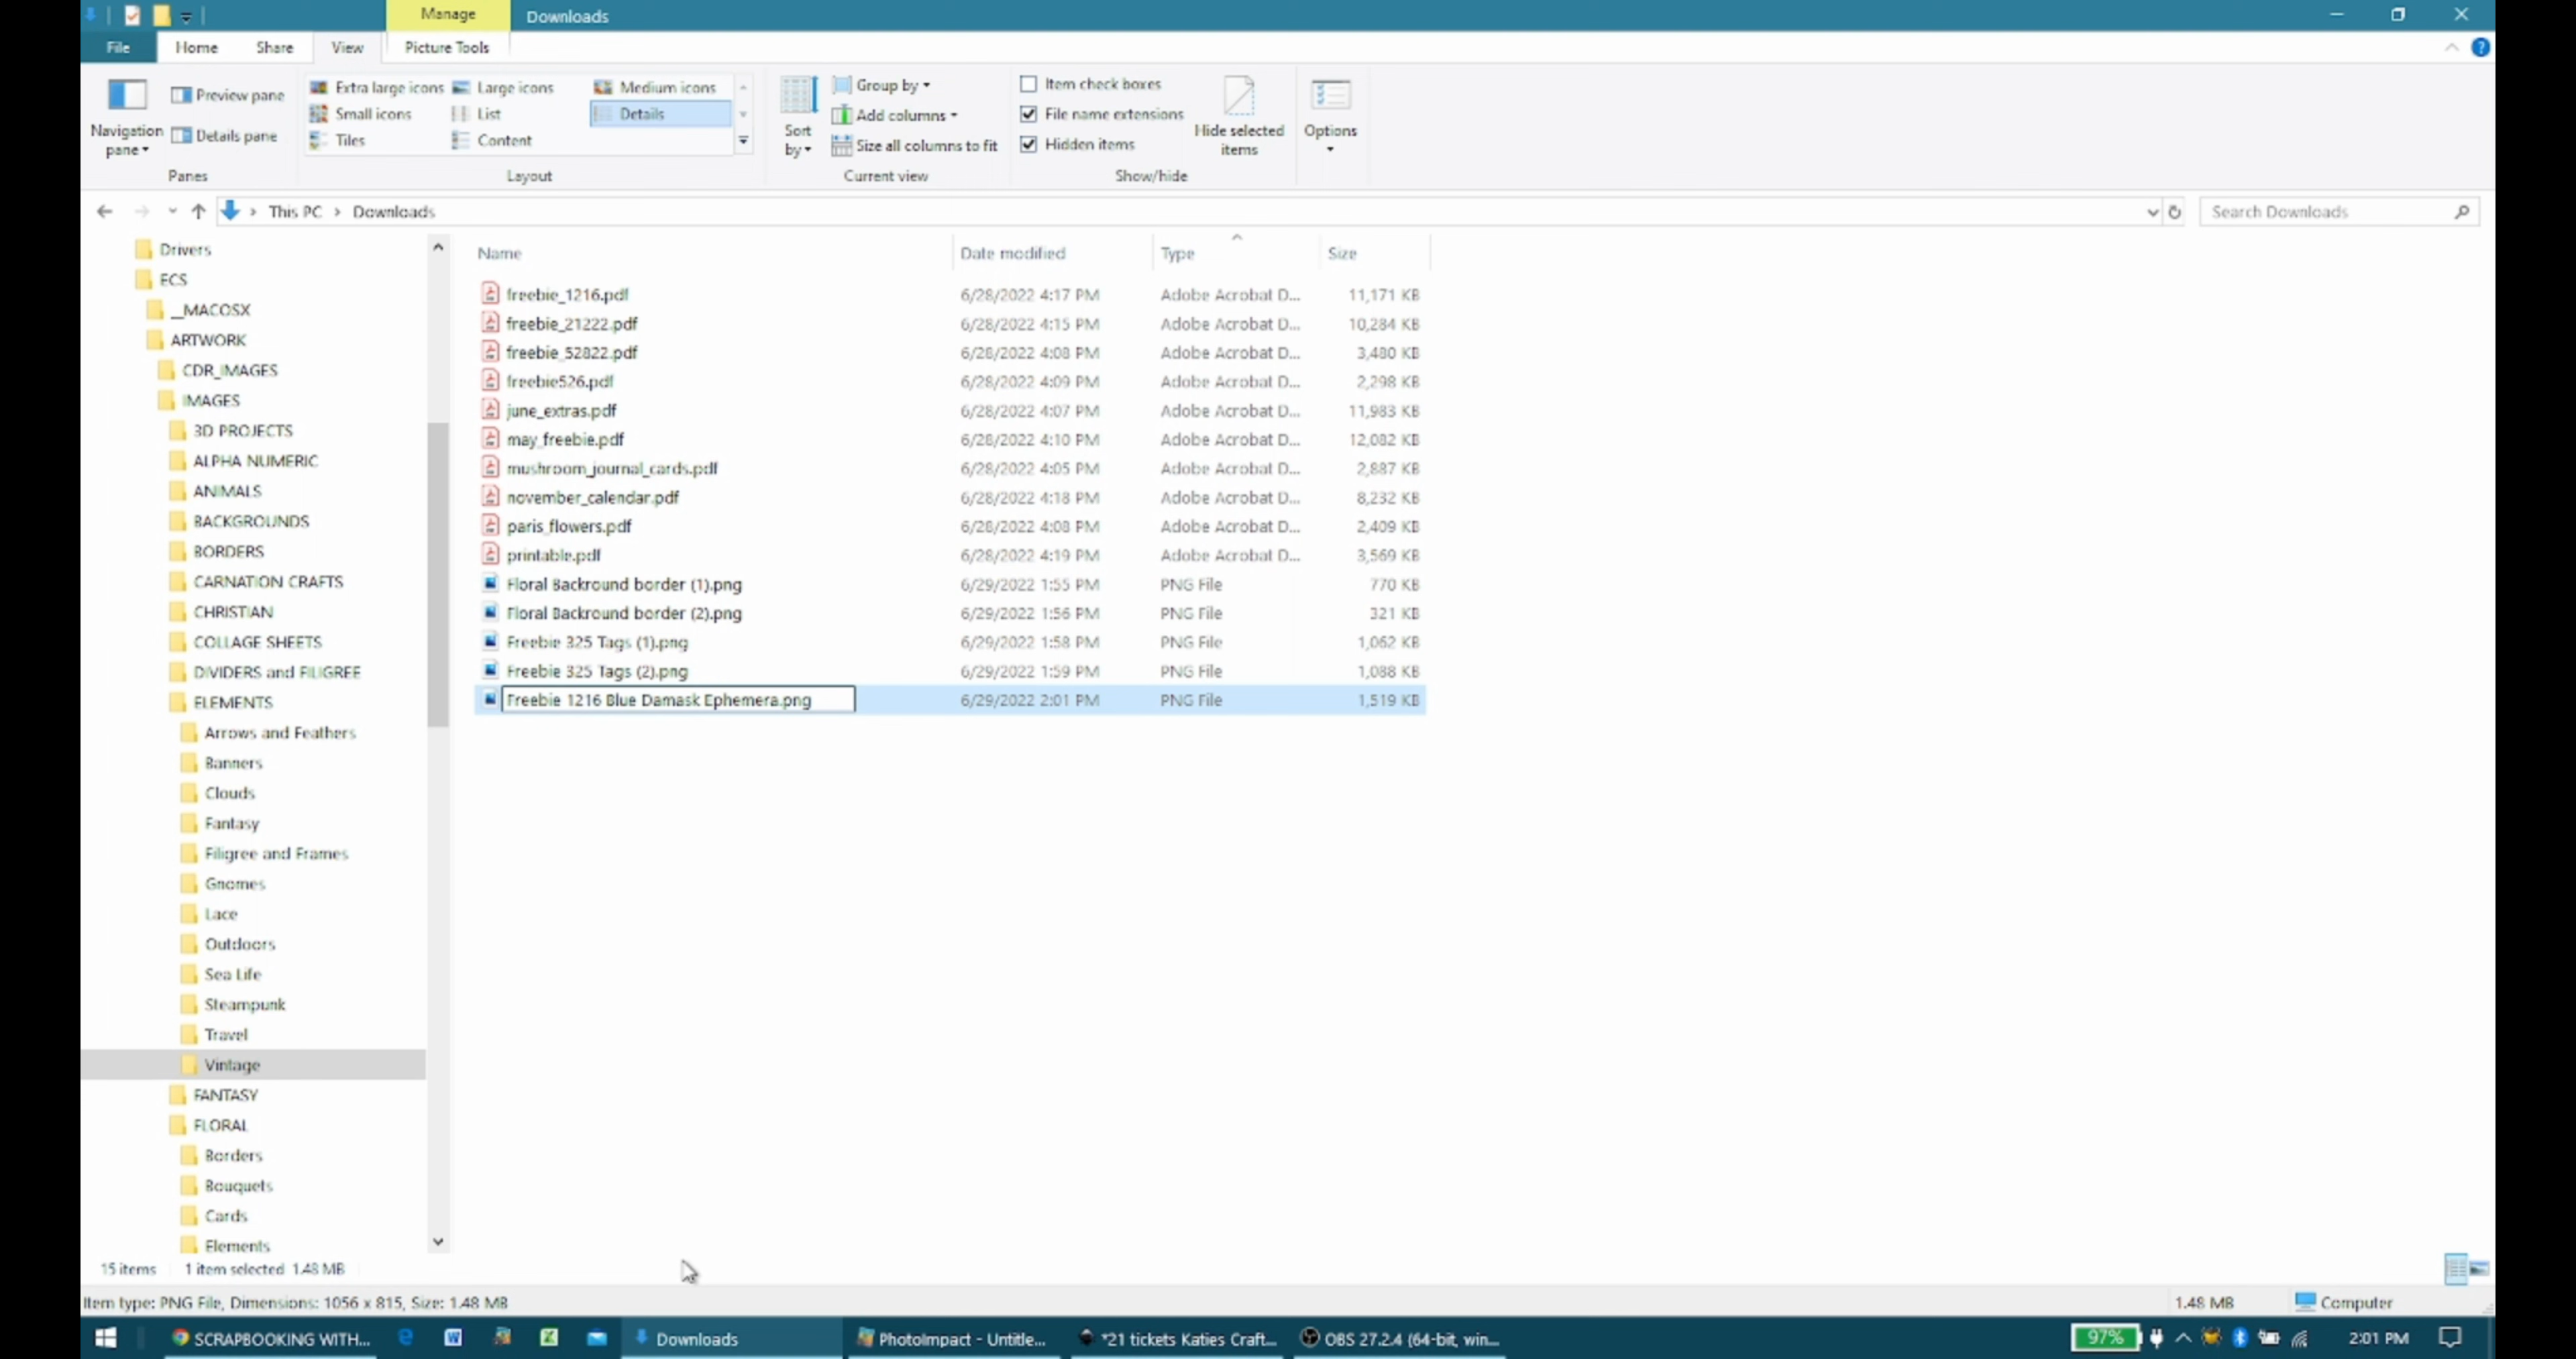 Manage
Downloads
File
Home
Share
View
Picture Tools
Navigation pane
Preview pane
Details pane
Panes
Extra large icons
Large icons
Medium icons
Small icons
List
Details
Tiles
Content
Layout
Sort by
Group by
Add columns
Size all columns to fit
Current view
Item check boxes
File name extensions
Hidden items
Hide selected items
Show/hide
Options
This PC > Downloads
Search Downloads
Drivers
ECS
__MACOSX
ARTWORK
CDR_IMAGES
IMAGES
3D PROJECTS
ALPHA NUMERIC
ANIMALS
BACKGROUNDS
BORDERS
CARNATION CRAFTS
CHRISTIAN
COLLAGE SHEETS
DIVIDERS and FILIGREE
ELEMENTS
Arrows and Feathers
Banners
Clouds
Fantasy
Filigree and Frames
Gnomes
Lace
Outdoors
Sea Life
Steampunk
Travel
Vintage
FANTASY
FLORAL
Borders
Bouquets
Cards
Elements
Name Date modified Type Size
freebie_1216.pdf 6/28/2022 4:17 PM Adobe Acrobat D... 11,171 KB
freebie_21222.pdf 6/28/2022 4:15 PM Adobe Acrobat D... 10,284 KB
freebie_52822.pdf 6/28/2022 4:08 PM Adobe Acrobat D... 3,480 KB
freebie526.pdf 6/28/2022 4:09 PM Adobe Acrobat D... 2,298 KB
june_extras.pdf 6/28/2022 4:07 PM Adobe Acrobat D... 11,983 KB
may_freebie.pdf 6/28/2022 4:10 PM Adobe Acrobat D... 12,082 KB
mushroom_journal_cards.pdf 6/28/2022 4:05 PM Adobe Acrobat D... 2,887 KB
november_calendar.pdf 6/28/2022 4:18 PM Adobe Acrobat D... 8,232 KB
paris_flowers.pdf 6/28/2022 4:08 PM Adobe Acrobat D... 2,409 KB
printable.pdf 6/28/2022 4:19 PM Adobe Acrobat D... 3,569 KB
Floral Backround border (1).png 6/29/2022 1:55 PM PNG File 770 KB
Floral Backround border (2).png 6/29/2022 1:56 PM PNG File 321 KB
Freebie 325 Tags (1).png 6/29/2022 1:58 PM PNG File 1,062 KB
Freebie 325 Tags (2).png 6/29/2022 1:59 PM PNG File 1,088 KB
Freebie 1216 Blue Damask Ephemera.png 6/29/2022 2:01 PM PNG File 1,519 KB
15 items 1 item selected 1.48 MB
Item type: PNG File, Dimensions: 1056 x 815, Size: 1.48 MB
1.48 MB
Computer
SCRAPBOOKING WITH...
Downloads
PhotoImpact - Untitle...
*21 tickets Katies Craft...
OBS 27.2.4 (64-bit, win...
97%
2:01 PM